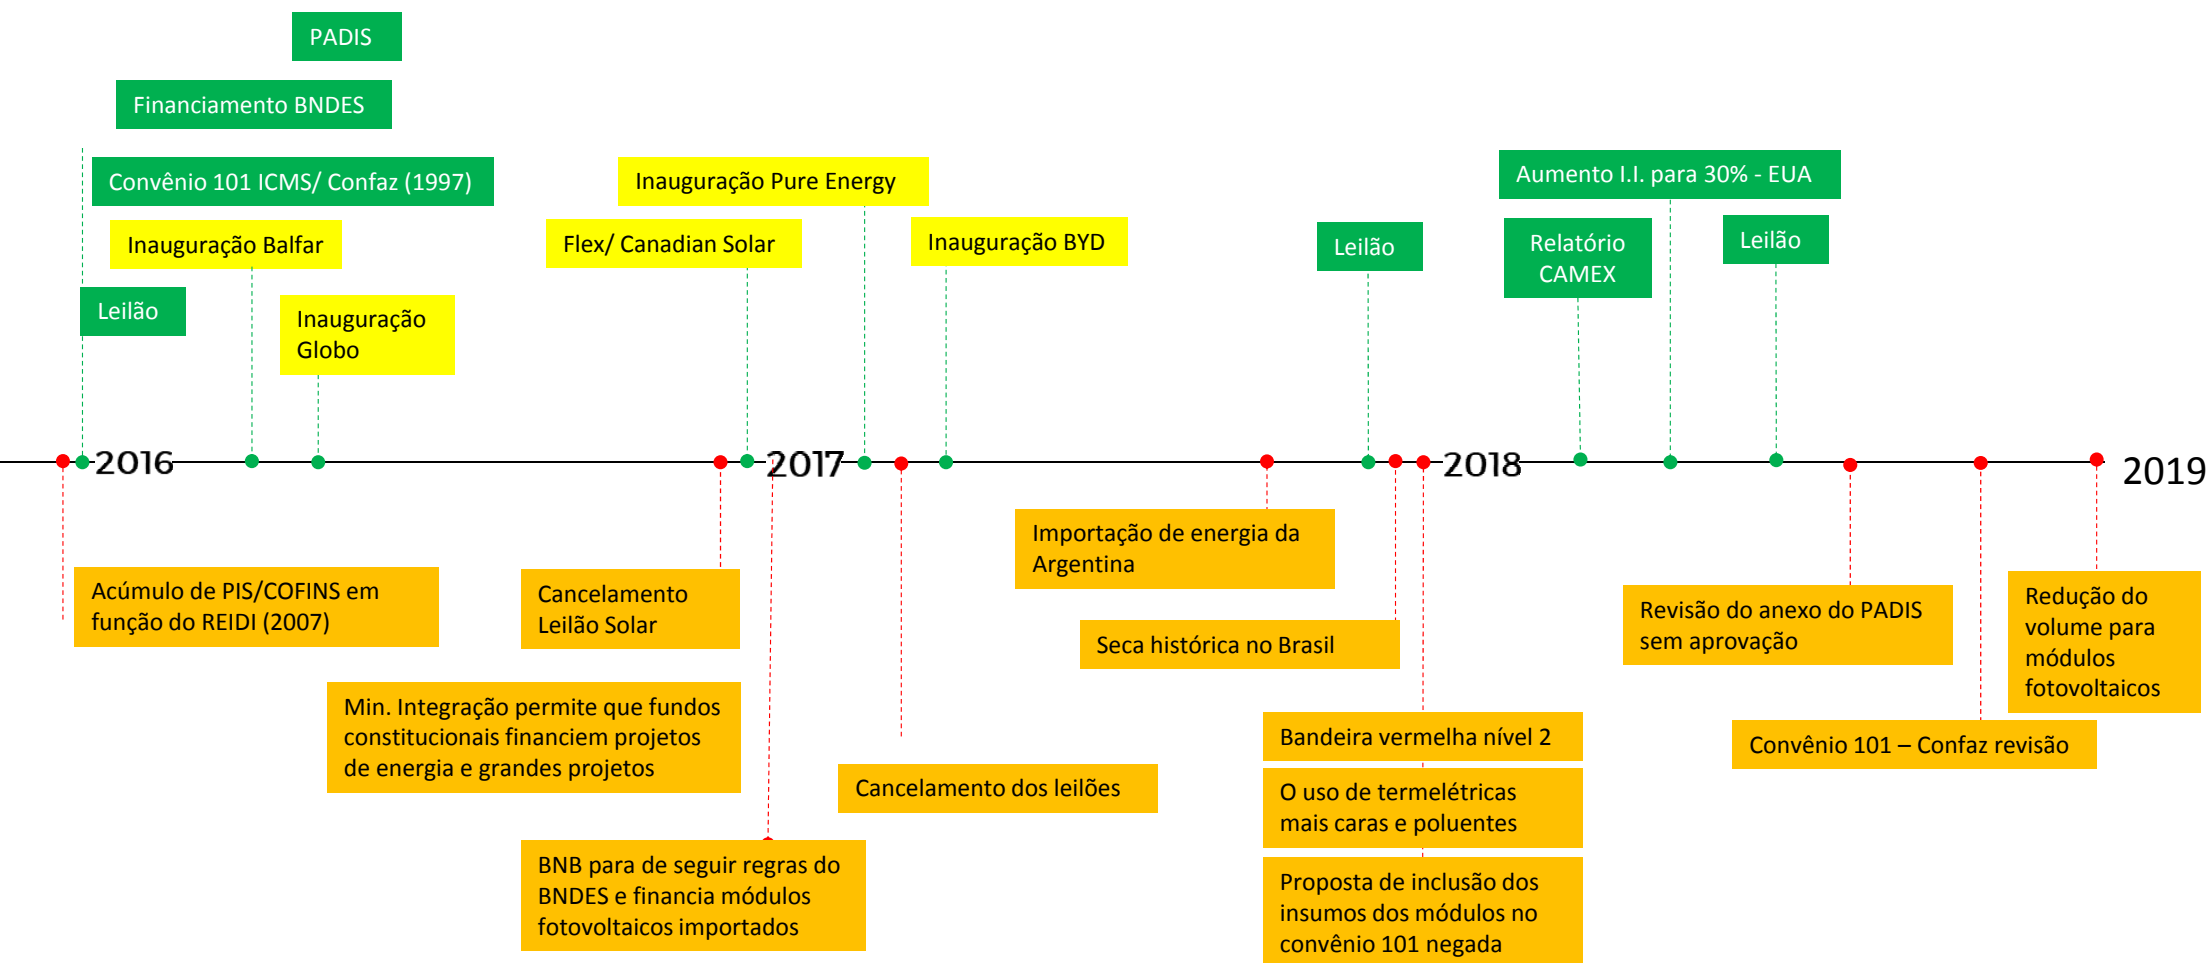 PADIS
Financiamento BNDES
Convênio 101 ICMS/ Confaz (1997)
Inauguração Balfar
Leilão
Inauguração
Globo
Inauguração Pure Energy
Flex/ Canadian Solar
Inauguração BYD
Leilão
Aumento I.I. para 30% - EUA
Relatório
CAMEX
Leilão
2016
2017
2018
2019
Acúmulo de PIS/COFINS em
função do REIDI (2007)
Cancelamento
Leilão Solar
Min. Integração permite que fundos
constitucionais financiem projetos
de energia e grandes projetos
BNB para de seguir regras do
BNDES e financia módulos
fotovoltaicos importados
Cancelamento dos leilões
Importação de energia da
Argentina
Seca histórica no Brasil
Bandeira vermelha nível 2
O uso de termelétricas
mais caras e poluentes
Proposta de inclusão dos
insumos dos módulos no
convênio 101 negada
Revisão do anexo do PADIS
sem aprovação
Convênio 101 – Confaz revisão
Redução do
volume para
módulos
fotovoltaicos